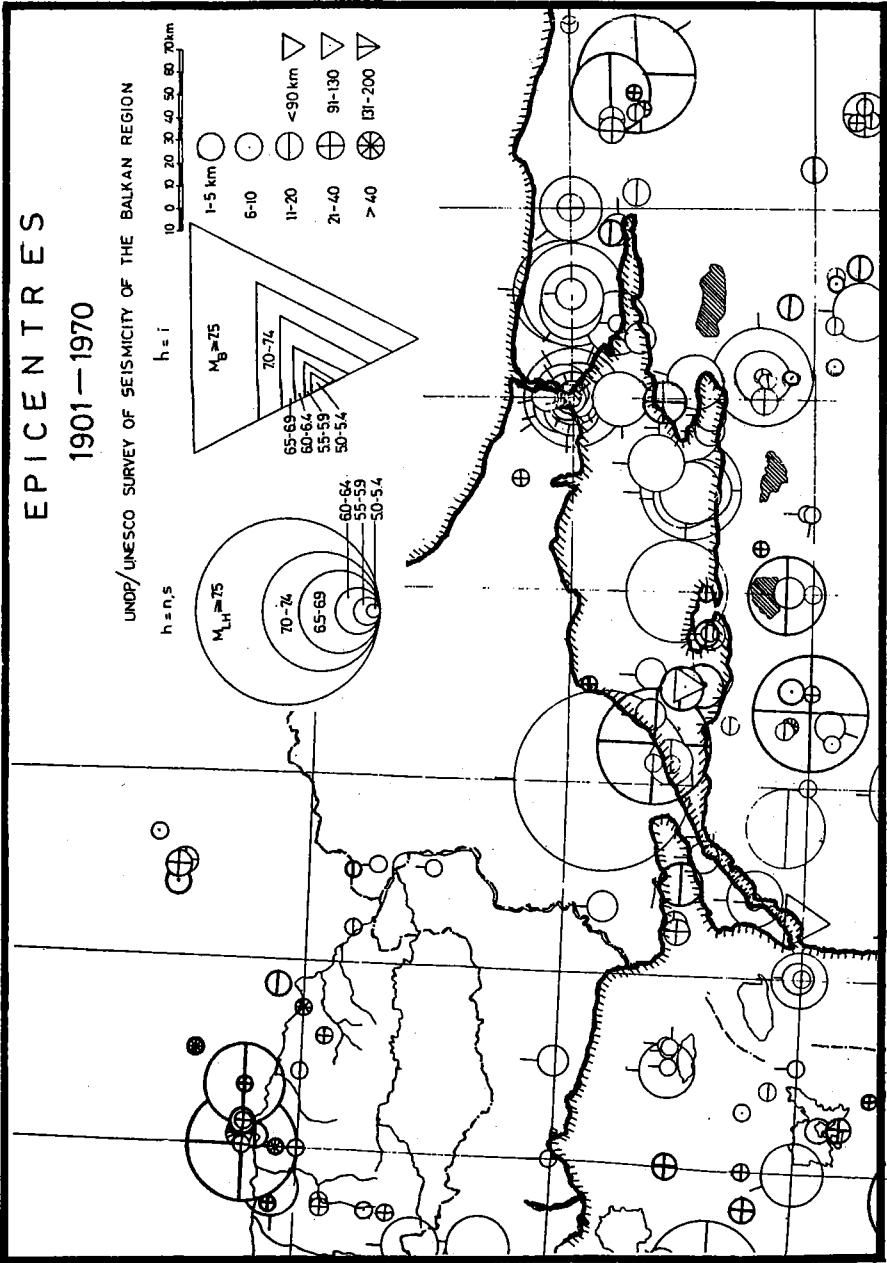 EPICENTRES
1901—1970
UNDP/UNESCO SURVEY OF SEISMICITY OF THE BALKAN REGION
h = n,s
M_LH ≥ 7.5
7.0-7.4
6.5-6.9
6.0-6.4
5.5-5.9
5.0-5.4
h = i
M_B ≥ 7.5
7.0-7.4
6.5-6.9
6.0-6.4
5.5-5.9
5.0-5.4
10 0 10 20 30 40 50 60 70km
1-5 km
6-10
11-20
21-40
> 40
<90 km
91-130
131-200